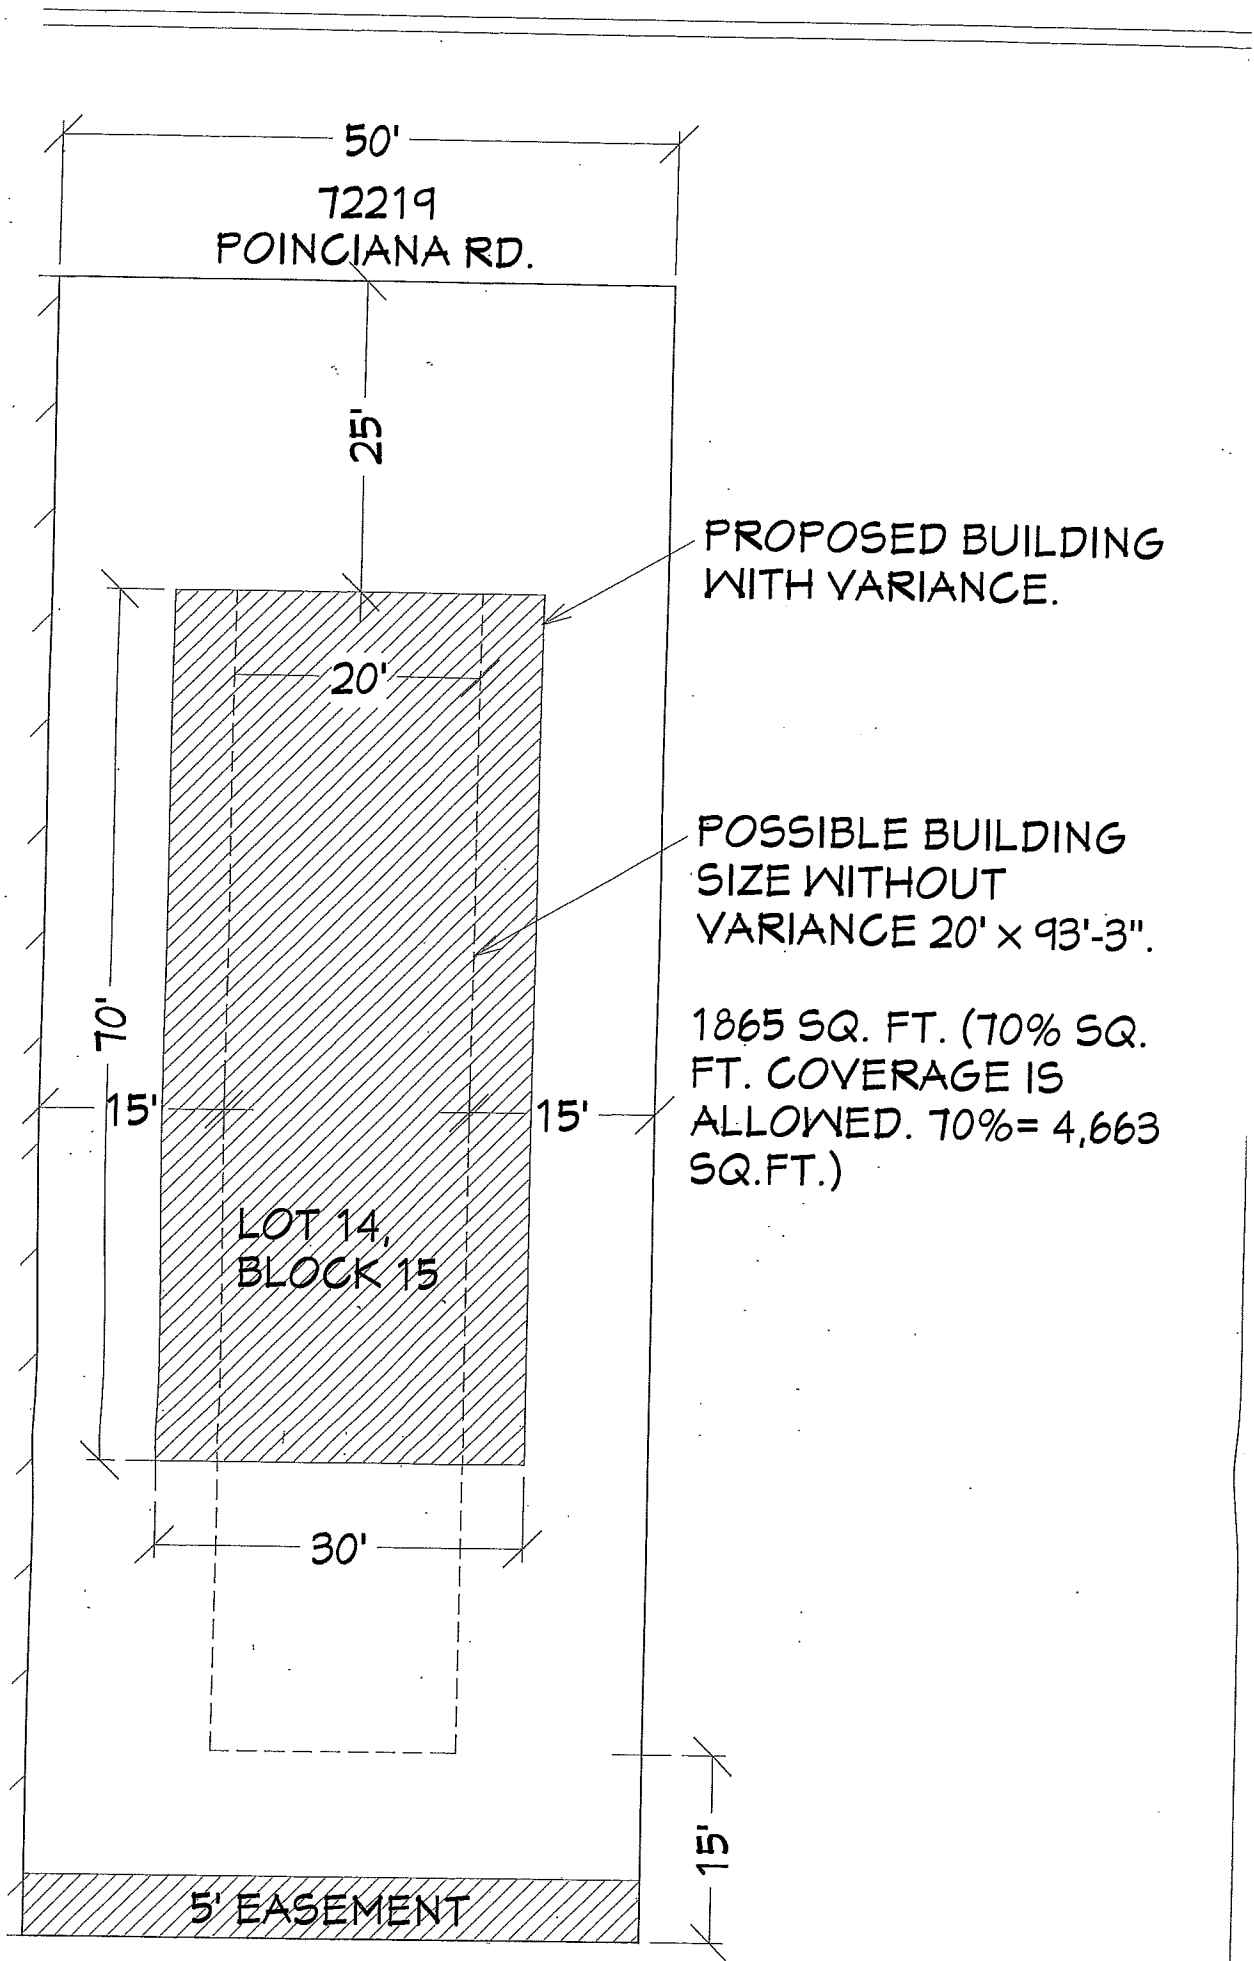 50'
72219
POINCIANA RD.
25'
PROPOSED BUILDING
WITH VARIANCE.
20'
POSSIBLE BUILDING
SIZE WITHOUT
VARIANCE 20' x 93'-3".
70'
1865 SQ. FT. (70% SQ.
FT. COVERAGE IS
ALLOWED. 70%= 4,663
SQ.FT.)
15'
15'
LOT 14,
BLOCK 15
30'
15'
5' EASEMENT